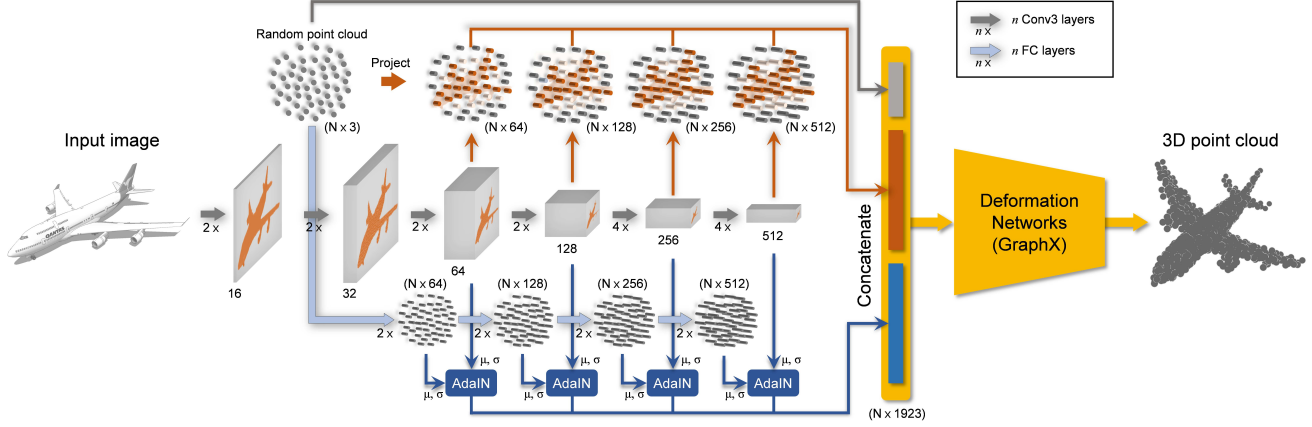 Random point cloud
Project
(N x 3)
(N x 64)
(N x 128)
(N x 256)
(N x 512)
n x
n Conv3 layers
n x
n FC layers
Input image
QANTAS
2 x
16
2 x
32
2 x
64
2 x
128
4 x
256
4 x
512
(N x 64)
(N x 128)
(N x 256)
(N x 512)
2 x
2 x
2 x
2 x
μ, σ
μ, σ
μ, σ
μ, σ
AdaIN
AdaIN
AdaIN
AdaIN
μ, σ
μ, σ
μ, σ
μ, σ
Concatenate
(N x 1923)
Deformation
Networks
(GraphX)
3D point cloud